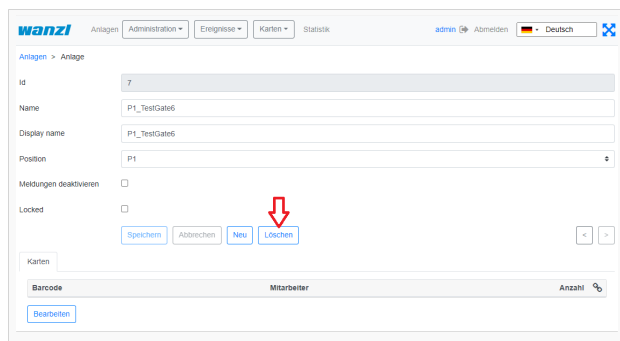 wanzl Anlagen Administration Ereignisse Karten Statistik admin Abmelden Deutsch
Anlagen > Anlage
Id 7
Name P1_TestGate6
Display name P1_TestGate6
Position P1
Meldungen deaktivieren
Locked
Speichern Abbrechen Neu Löschen < >
Karten
Barcode Mitarbeiter Anzahl
Bearbeiten